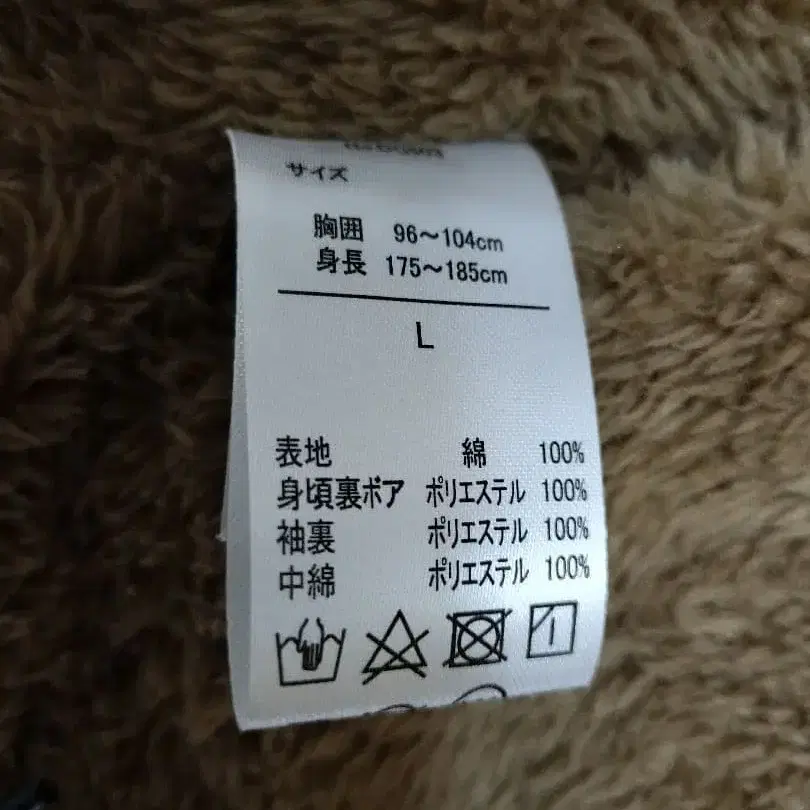 サイズ
胸囲 96～104cm
身長 175～185cm
L
表地 綿 100%
身頃裏ボア ポリエステル 100%
袖裏 ポリエステル 100%
中綿 ポリエステル 100%